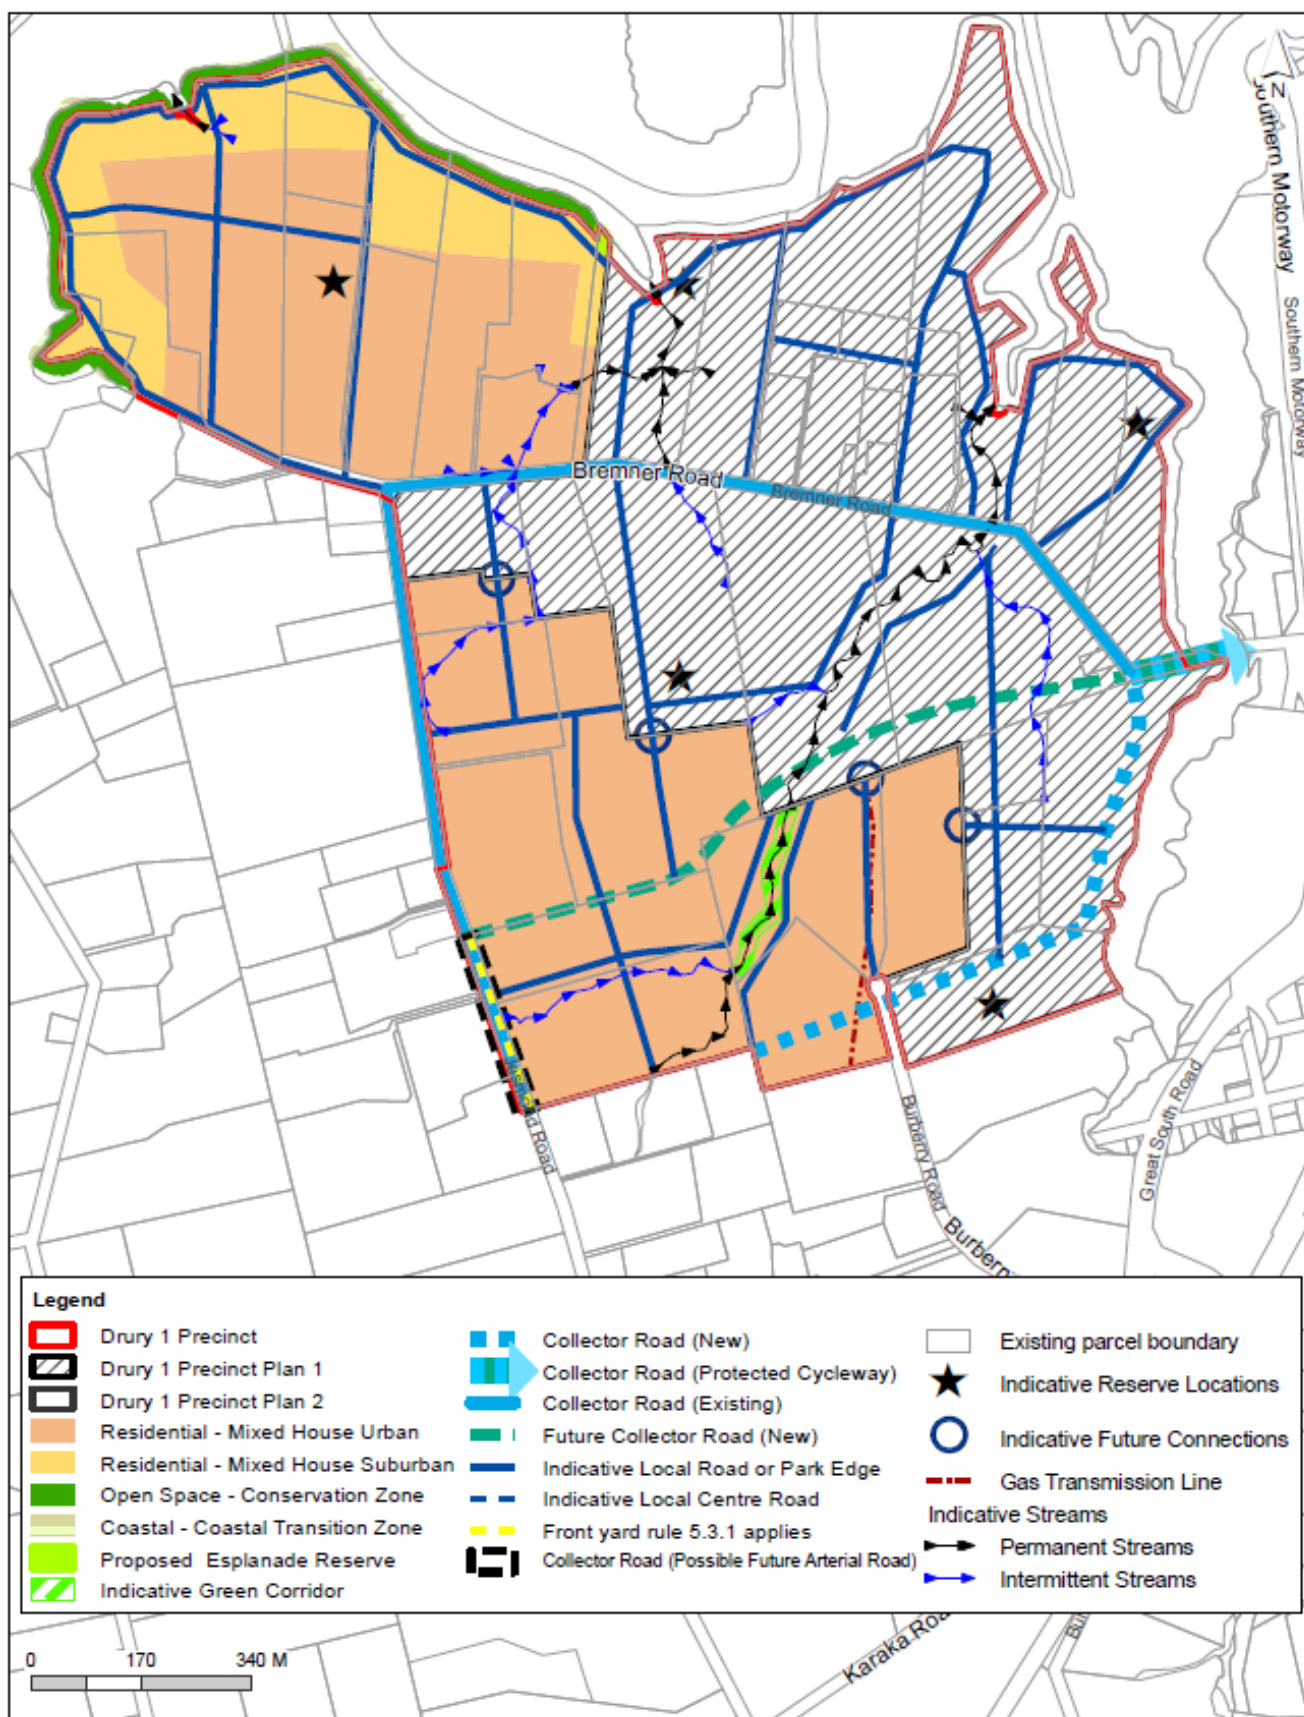 N
Southern Motorway
Southern Motorway
Bremner Road
Bremner Road
d Road
Burberry Road
Great South Road
Legend
Drury 1 Precinct
Drury 1 Precinct Plan 1
Drury 1 Precinct Plan 2
Residential - Mixed House Urban
Residential - Mixed House Suburban
Open Space - Conservation Zone
Coastal - Coastal Transition Zone
Proposed Esplanade Reserve
Indicative Green Corridor
Collector Road (New)
Collector Road (Protected Cycleway)
Collector Road (Existing)
Future Collector Road (New)
Indicative Local Road or Park Edge
Indicative Local Centre Road
Front yard rule 5.3.1 applies
Collector Road (Possible Future Arterial Road)
Existing parcel boundary
Indicative Reserve Locations
Indicative Future Connections
Gas Transmission Line
Indicative Streams
Permanent Streams
Intermittent Streams
0 170 340 M
Karaka Roa